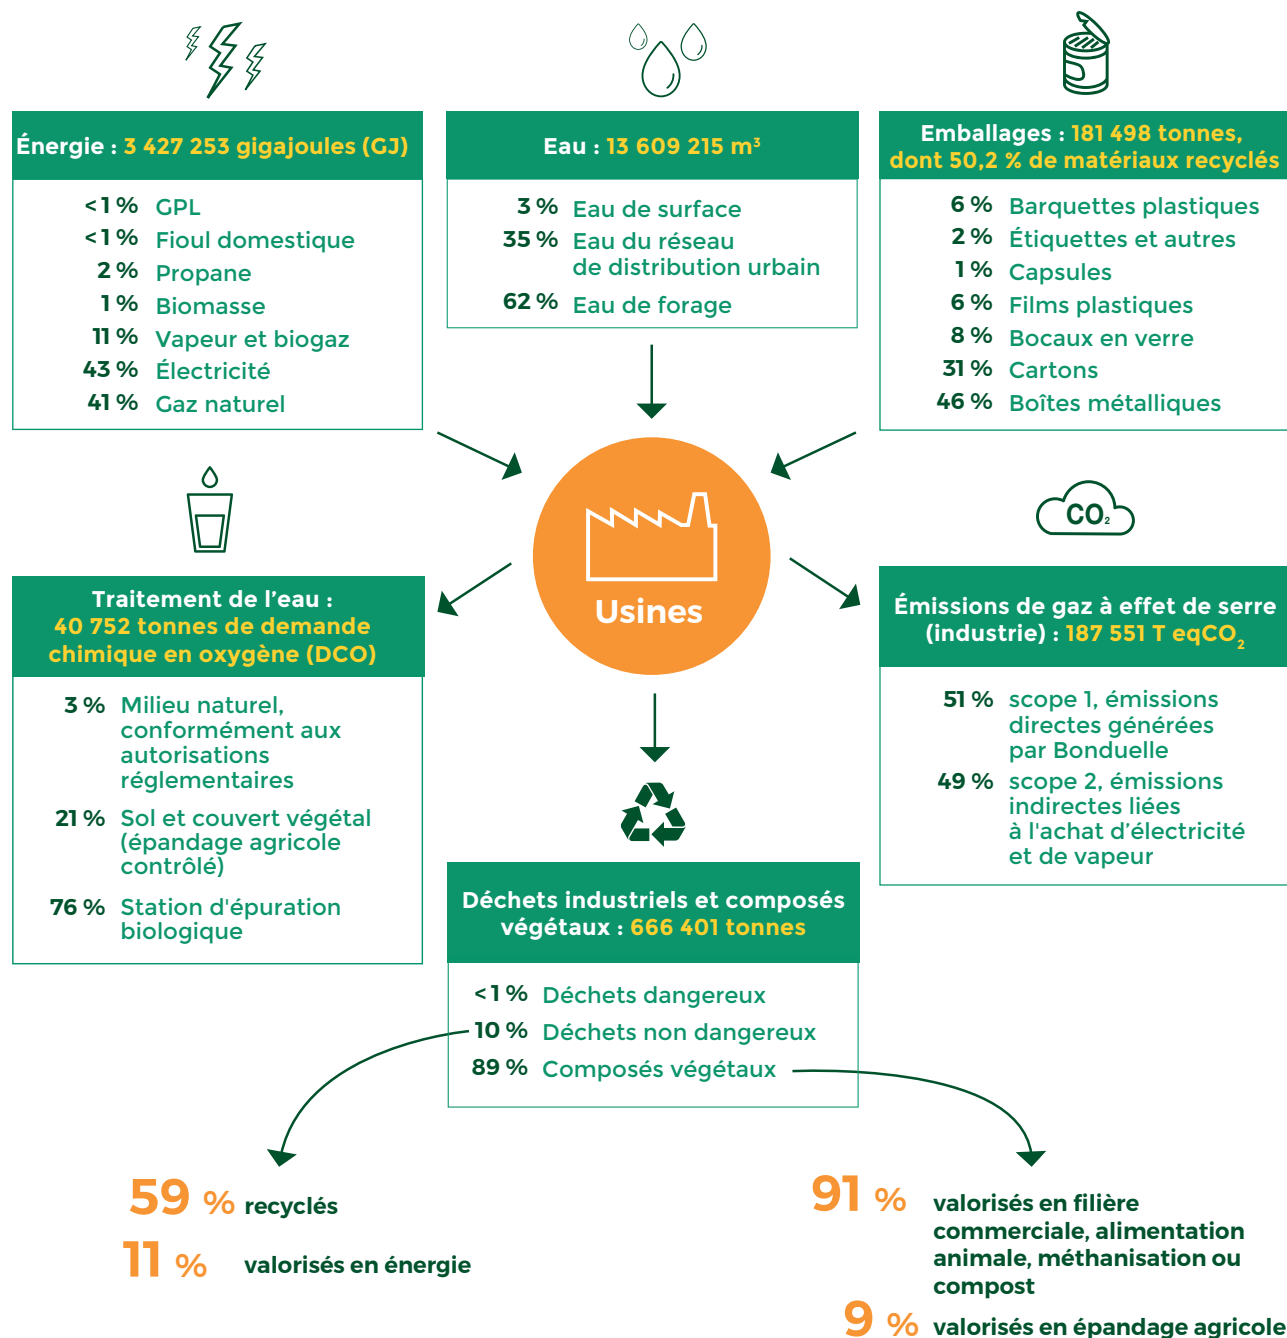 Énergie : 3 427 253 gigajoules (GJ)
<1 % GPL
<1 % Fioul domestique
2 % Propane
1 % Biomasse
11 % Vapeur et biogaz
43 % Électricité
41 % Gaz naturel
Eau : 13 609 215 m³
3 % Eau de surface
35 % Eau du réseau
de distribution urbain
62 % Eau de forage
Emballages : 181 498 tonnes,
dont 50,2 % de matériaux recyclés
6 % Barquettes plastiques
2 % Étiquettes et autres
1 % Capsules
6 % Films plastiques
8 % Bocaux en verre
31 % Cartons
46 % Boîtes métalliques
Usines
Traitement de l’eau :
40 752 tonnes de demande
chimique en oxygène (DCO)
3 % Milieu naturel,
conformément aux
autorisations
réglementaires
21 % Sol et couvert végétal
(épandage agricole
contrôlé)
76 % Station d'épuration
biologique
CO₂
Émissions de gaz à effet de serre
(industrie) : 187 551 T eqCO₂
51 % scope 1, émissions
directes générées
par Bonduelle
49 % scope 2, émissions
indirectes liées
à l'achat d’électricité
et de vapeur
Déchets industriels et composés
végétaux : 666 401 tonnes
<1 % Déchets dangereux
10 % Déchets non dangereux
89 % Composés végétaux
59 % recyclés
11 % valorisés en énergie
91 % valorisés en filière
commerciale, alimentation
animale, méthanisation ou
compost
9 % valorisés en épandage agricole